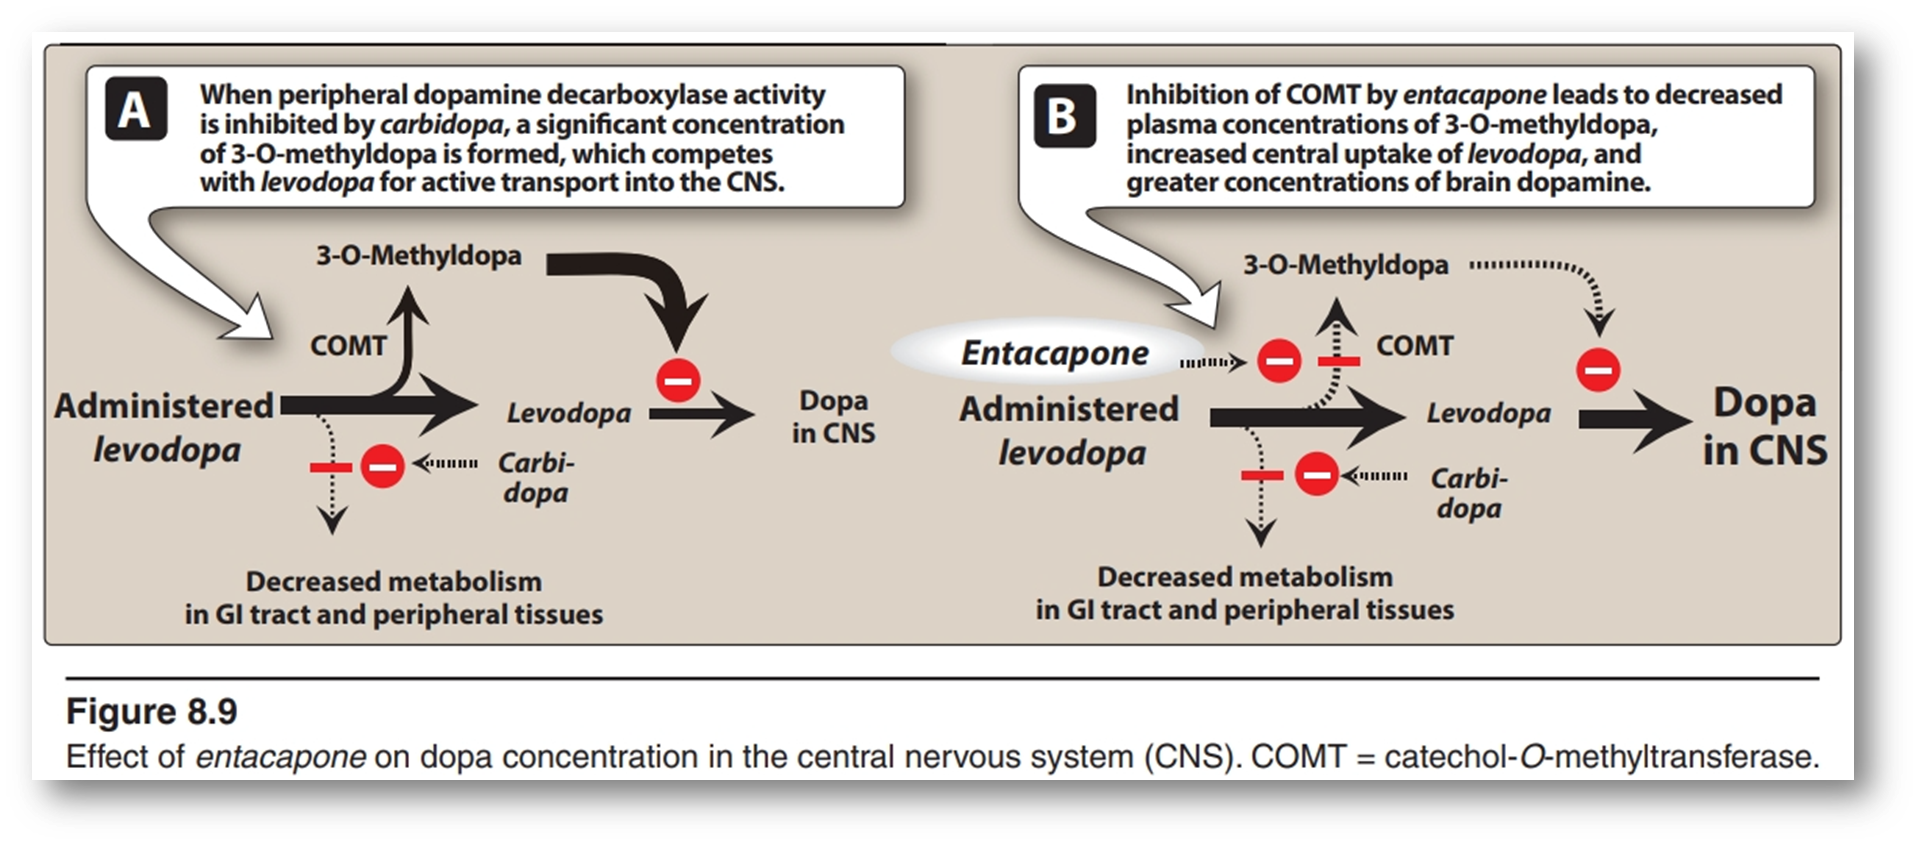 A
When peripheral dopamine decarboxylase activity
is inhibited by carbidopa, a significant concentration
of 3-O-methyldopa is formed, which competes
with levodopa for active transport into the CNS.
3-O-Methyldopa
COMT
Administered
levodopa
Levodopa
Dopa
in CNS
Carbi-
dopa
Decreased metabolism
in GI tract and peripheral tissues
B
Inhibition of COMT by entacapone leads to decreased
plasma concentrations of 3-O-methyldopa,
increased central uptake of levodopa, and
greater concentrations of brain dopamine.
3-O-Methyldopa
Entacapone
COMT
Administered
levodopa
Levodopa
Dopa
in CNS
Carbi-
dopa
Decreased metabolism
in GI tract and peripheral tissues
Figure 8.9
Effect of entacapone on dopa concentration in the central nervous system (CNS). COMT = catechol-O-methyltransferase.